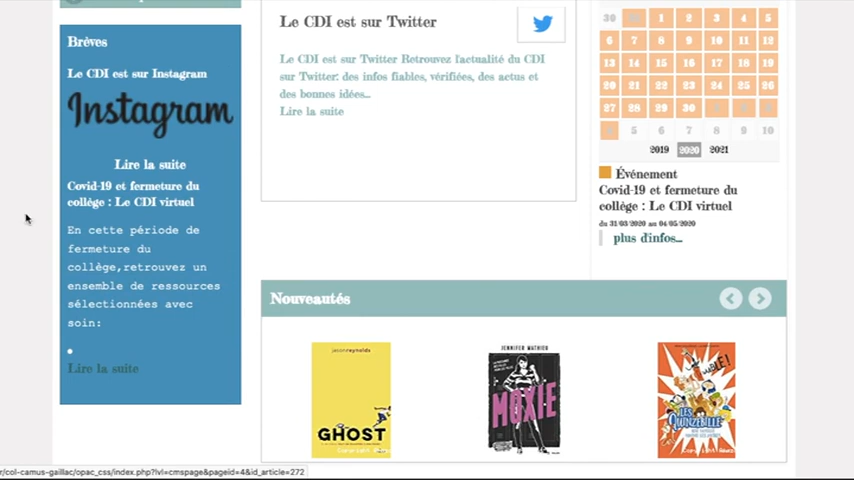 Brèves
Le CDI est sur Instagram
Instagram
Lire la suite
Covid-19 et fermeture du
collège : Le CDI virtuel
En cette période de
fermeture du
collège,retrouvez un
ensemble de ressources
sélectionnées avec
soin:
Lire la suite
Le CDI est sur Twitter
Le CDI est sur Twitter Retrouvez l'actualité du CDI
sur Twitter: des infos fiables, vérifiées, des actus et
des bonnes idées...
Lire la suite
30 1 2 3 4 5
6 7 8 9 10 11 12
13 14 15 16 17 18 19
20 21 22 23 24 25 26
27 28 29 30
5 6 7 8 9 10
2019 2020 2021
Événement
Covid-19 et fermeture du
collège : Le CDI virtuel
du 31/03/2020 au 04/05/2020
plus d'infos...
Nouveautés
jason reynolds
GHOST
JENNIFER MATHIEU
MOXIE
LES
QUINZEBILLE
r/col-camus-gaillac/opac_css/index.php?lvl=cmspage&pageid=4&id_article=272